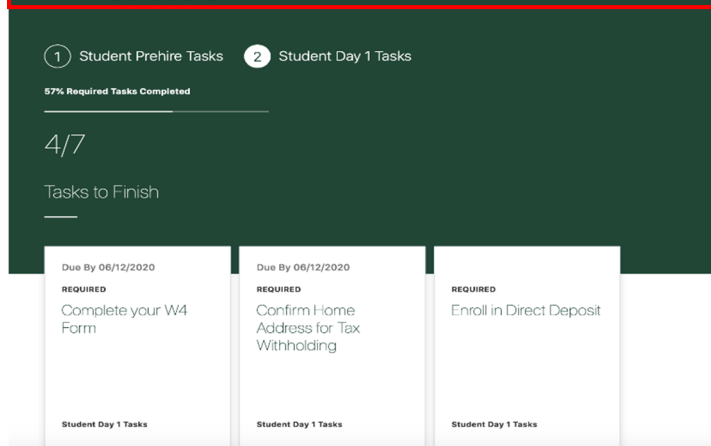 1 Student Prehire Tasks 2 Student Day 1 Tasks
57% Required Tasks Completed
4/7
Tasks to Finish
Due By 06/12/2020
REQUIRED
Complete your W4
Form
Student Day 1 Tasks
Due By 06/12/2020
REQUIRED
Confirm Home
Address for Tax
Withholding
Student Day 1 Tasks
REQUIRED
Enroll in Direct Deposit
Student Day 1 Tasks